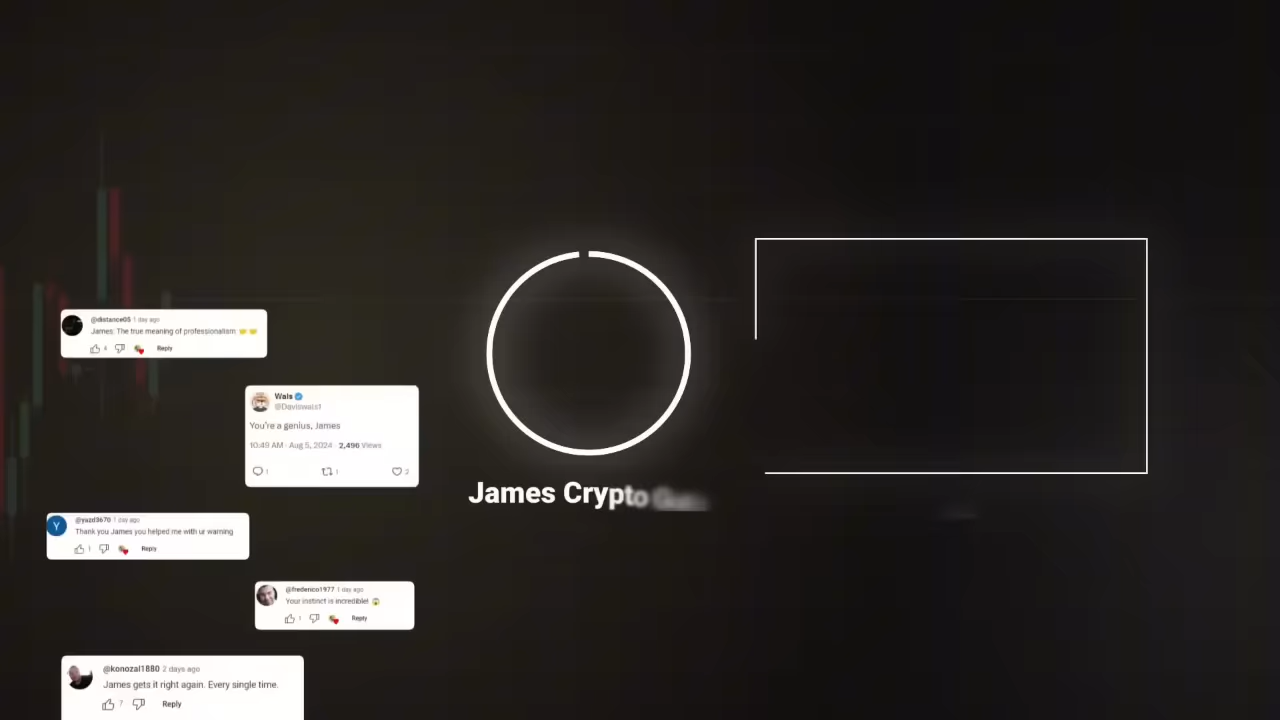 @distaoce05 1 day ago
James: The true meaning of professionalism
4
Reply
Wals
@Daviswals1
You're a genius, James
10:49 AM · Aug 5, 2024 · 2,496 Views
1
1
2
James Crypto
@yazd3670 1 day ago
Y
Thank you James you helped me with ur warning
1
Reply
@frederico1977 1 day ago
Your instinct is incredible!
1
Reply
@konozal1880 2 days ago
James gets it right again. Every single time.
7
Reply